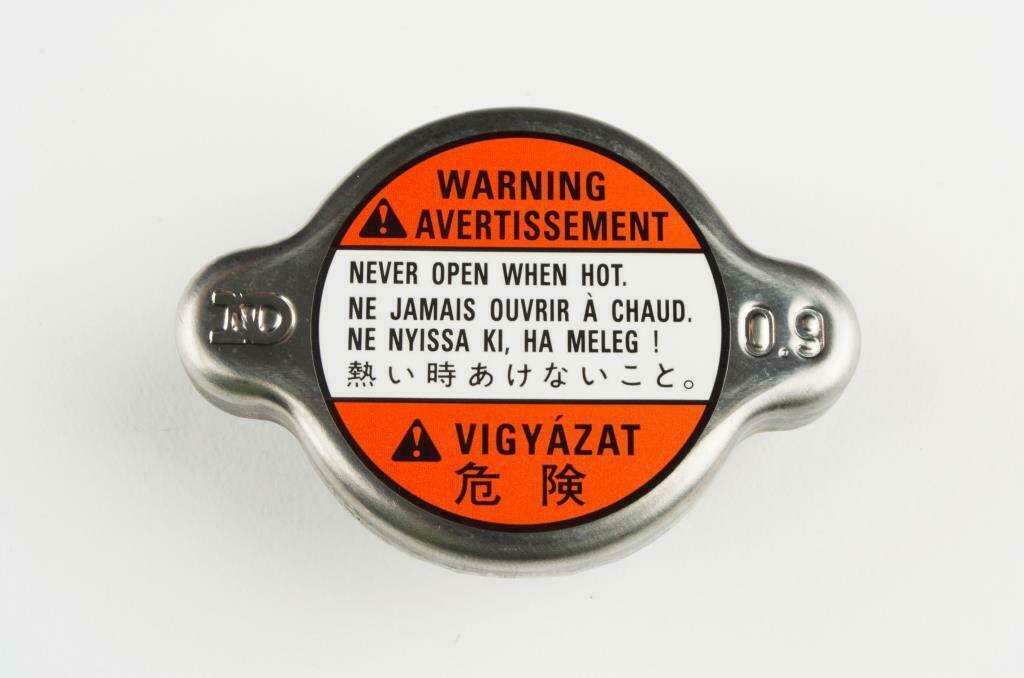 WARNING
AVERTISSEMENT
NEVER OPEN WHEN HOT.
NE JAMAIS OUVRIR À CHAUD.
NE NYISSA KI, HA MELEG !
熱い時あけないこと。
VIGYÁZAT
危険
ND
0.9